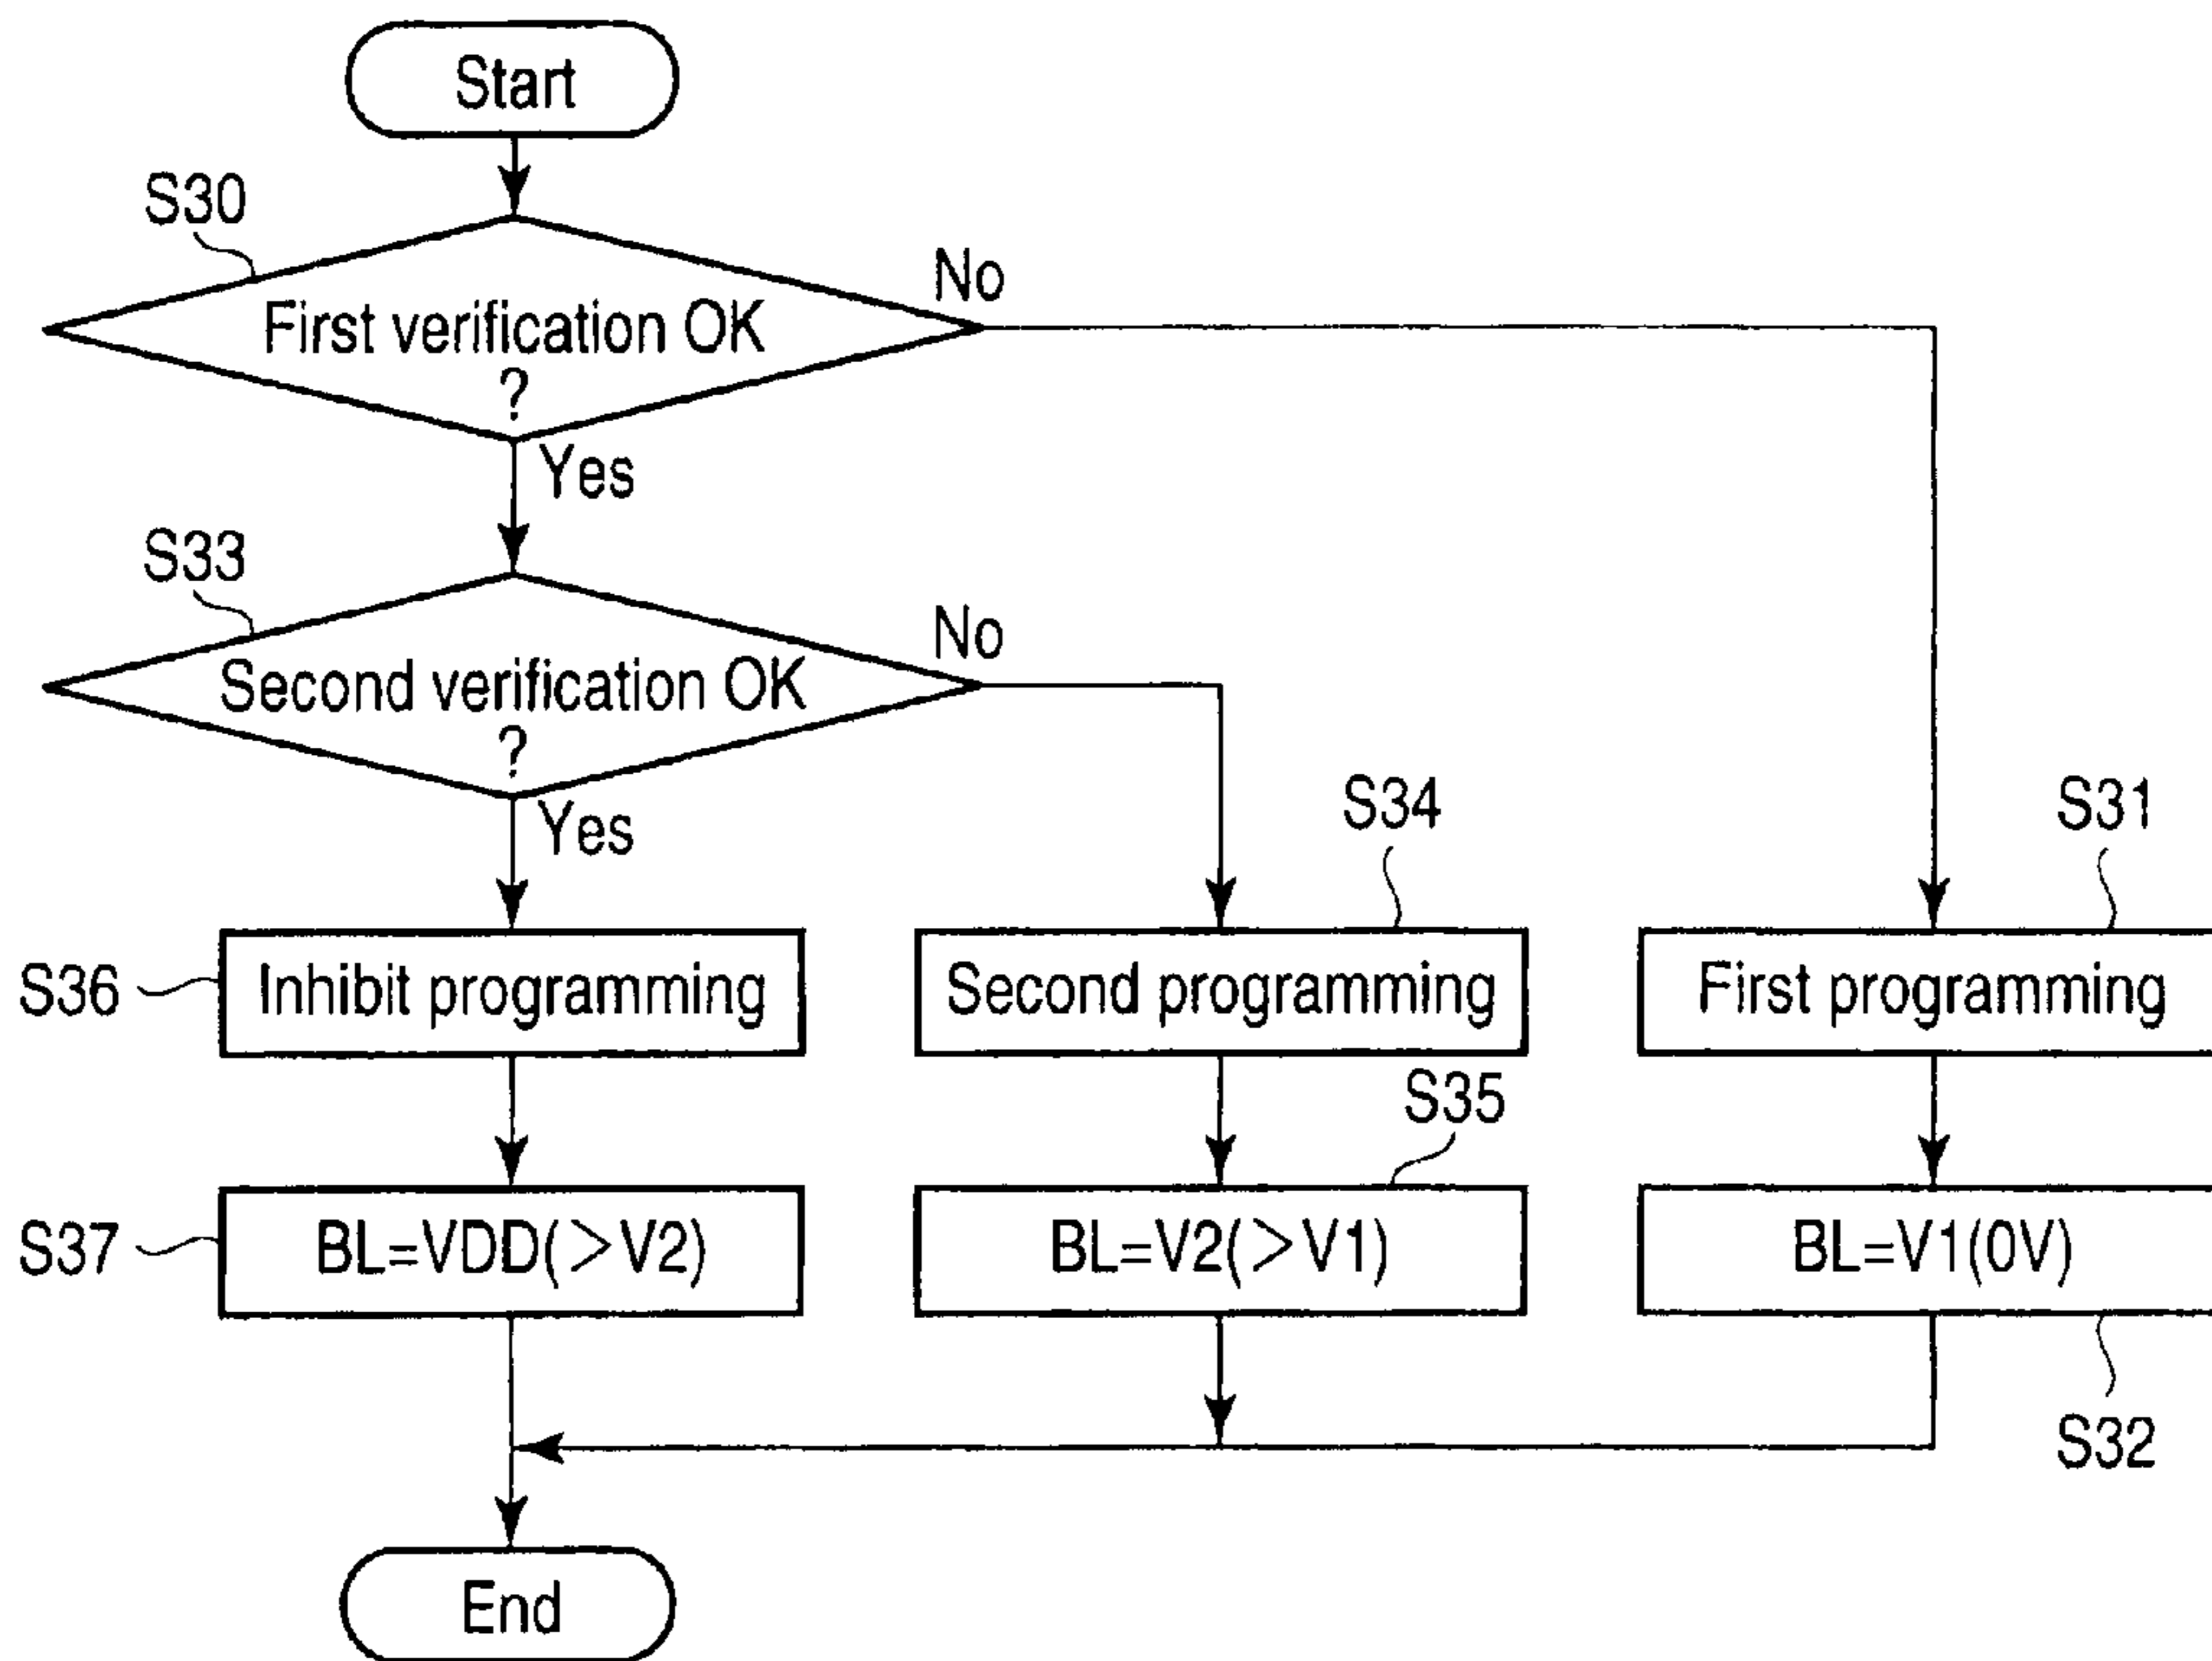 Start
S30
First verification OK
?
No
Yes
S33
Second verification OK
?
No
Yes
S34
S31
S36
Inhibit programming
Second programming
First programming
S35
S37
BL=VDD(>V2)
BL=V2(>V1)
BL=V1(0V)
S32
End